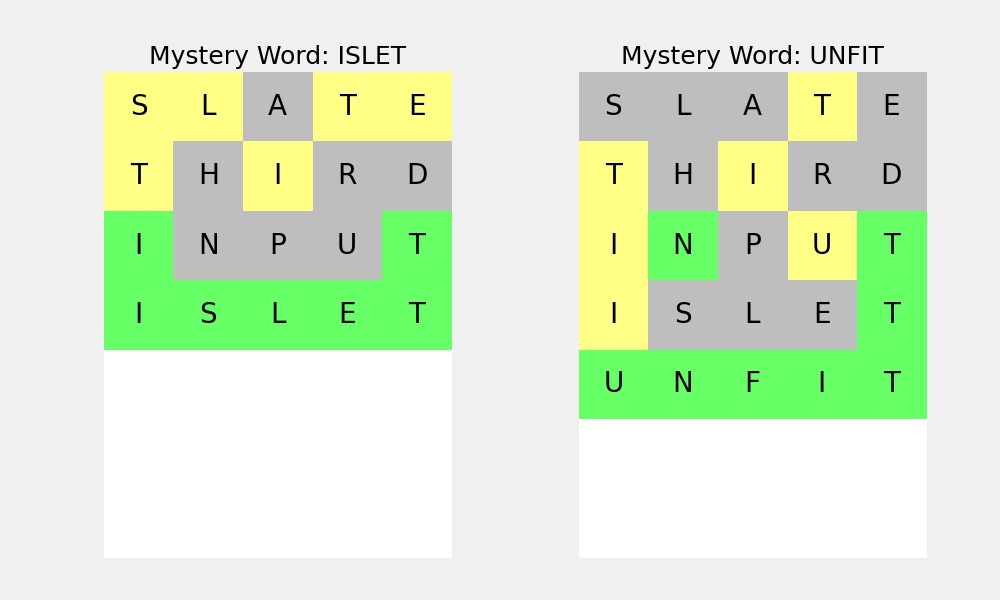 Mystery Word: ISLET
S L A T E
T H I R D
I N P U T
I S L E T
Mystery Word: UNFIT
S L A T E
T H I R D
I N P U T
I S L E T
U N F I T